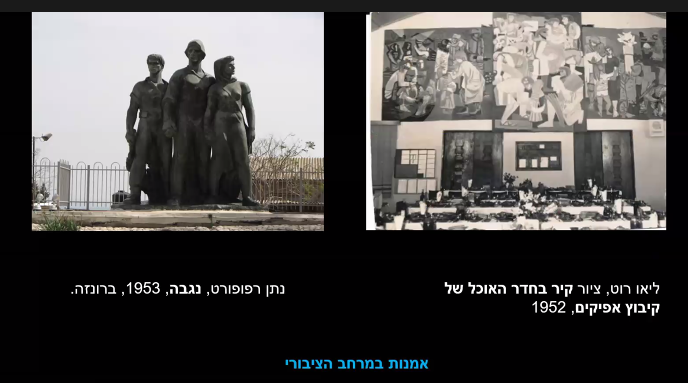 ליאו רוט, ציור קיר בחדר האוכל של
קיבוץ אפיקים, 1952
נתן רפופורט, נגבה, 1953, ברונזה.
אמנות במרחב הציבורי